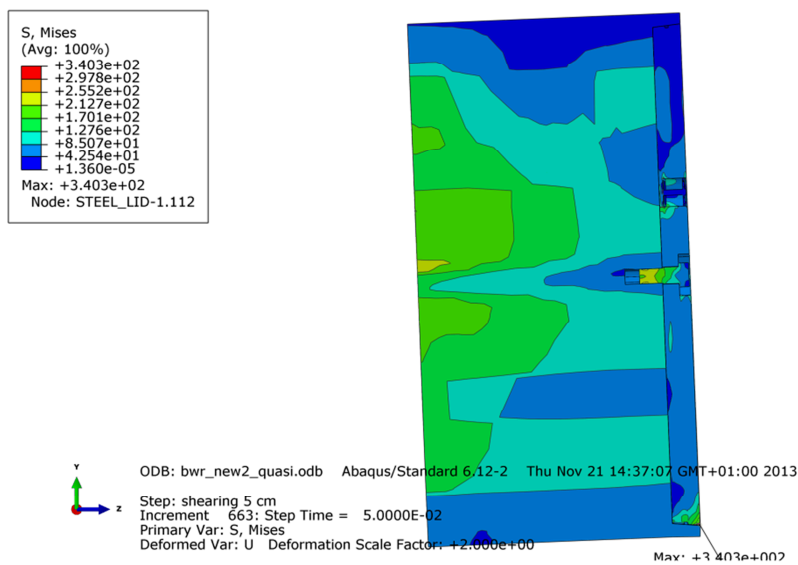 S, Mises
(Avg: 100%)
+3.403e+02
+2.978e+02
+2.552e+02
+2.127e+02
+1.701e+02
+1.276e+02
+8.507e+01
+4.254e+01
+1.360e-05
Max: +3.403e+02
Node: STEEL_LID-1.112
Y
Z
ODB: bwr_new2_quasi.odb Abaqus/Standard 6.12-2 Thu Nov 21 14:37:07 GMT+01:00 2013
Step: shearing 5 cm
Increment 663: Step Time = 5.0000E-02
Primary Var: S, Mises
Deformed Var: U Deformation Scale Factor: +2.000e+00
Max: +3.403e+002